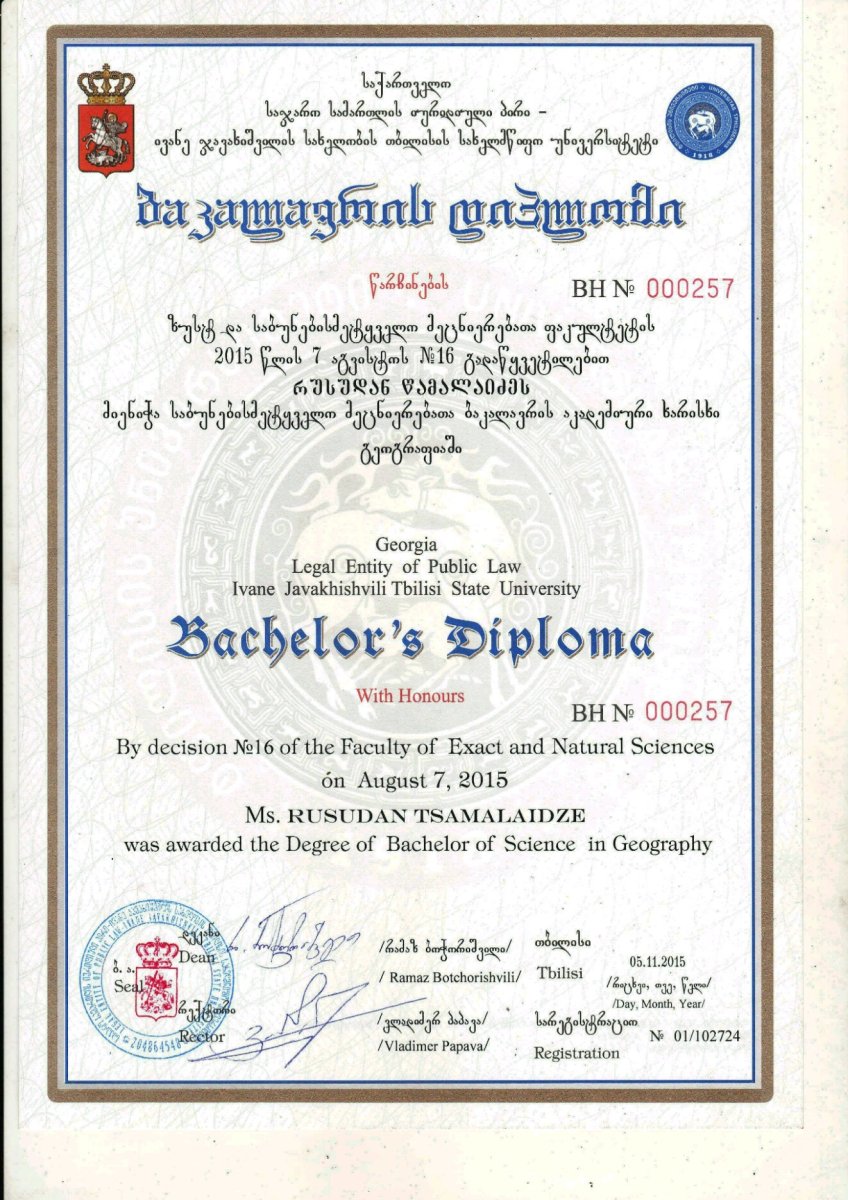 საქართველო
საჯარო სამართლის იურიდიული პირი –
ივანე ჯავახიშვილის სახელობის თბილისის სახელმწიფო უნივერსიტეტი
1918
ბაკალავრის დიპლომი
წარჩინების
BH № 000257
ზუსტ და საბუნებისმეტყველო მეცნიერებათა ფაკულტეტის
2015 წლის 7 აგვისტოს №16 გადაწყვეტილებით
რუსუდან წამალაიძეს
მიენიჭა საბუნებისმეტყველო მეცნიერებათა ბაკალავრის აკადემიური ხარისხი
გეოგრაფიაში
Georgia
Legal Entity of Public Law
Ivane Javakhishvili Tbilisi State University
Bachelor's Diploma
With Honours
BH № 000257
By decision №16 of the Faculty of Exact and Natural Sciences
ón August 7, 2015
Ms. RUSUDAN TSAMALAIDZE
was awarded the Degree of Bachelor of Science in Geography
დეკანი
Dean
/რამაზ ბოჭორიშვილი/
/ Ramaz Botchorishvili/
ბ. ა.
Seal
რექტორი
Rector
/ვლადიმერ პაპავა/
/Vladimer Papava/
თბილისი
Tbilisi
05.11.2015
/რიცხვი, თვე, წელი/
/Day, Month, Year/
სარეგისტრაციო
Registration
№ 01/102724
204864548